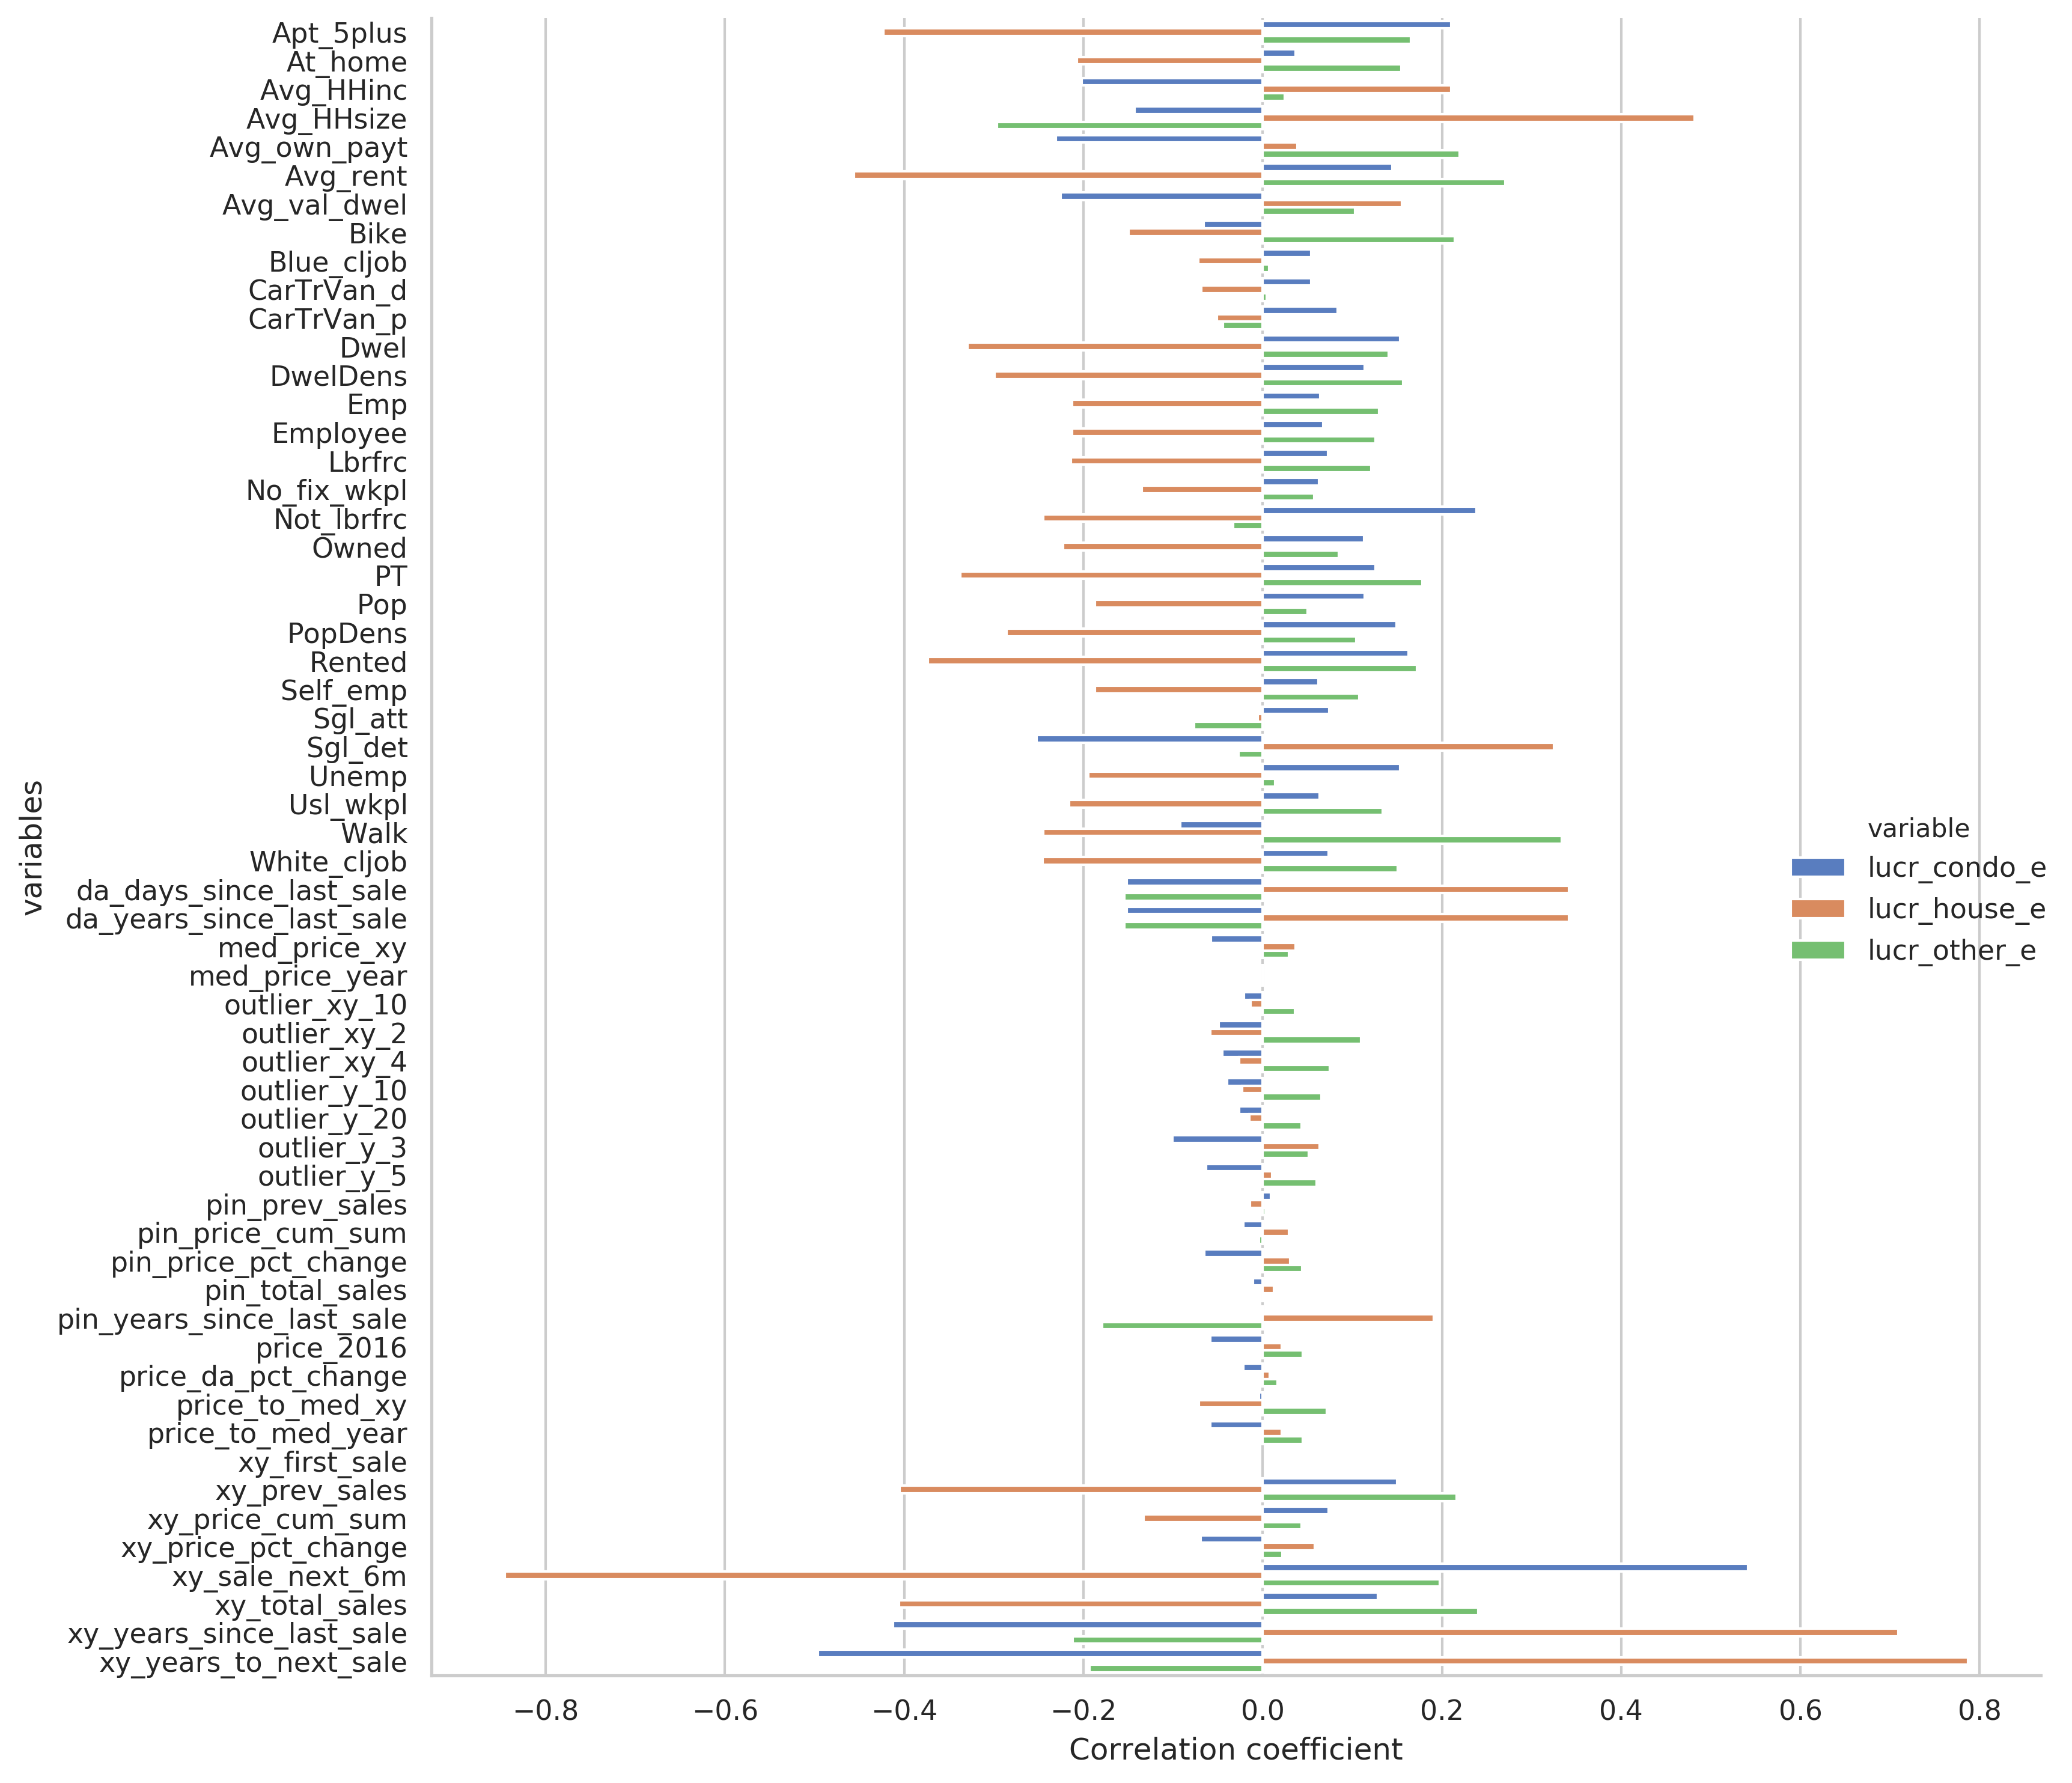 Apt_5plus
At_home
Avg_HHinc
Avg_HHsize
Avg_own_payt
Avg_rent
Avg_val_dwel
Bike
Blue_cljob
CarTrVan_d
CarTrVan_p
Dwel
DwelDens
Emp
Employee
Lbrfrc
No_fix_wkpl
Not_lbrfrc
Owned
PT
Pop
PopDens
Rented
Self_emp
Sgl_att
Sgl_det
Unemp
Usl_wkpl
Walk
White_cljob
da_days_since_last_sale
da_years_since_last_sale
med_price_xy
med_price_year
outlier_xy_10
outlier_xy_2
outlier_xy_4
outlier_y_10
outlier_y_20
outlier_y_3
outlier_y_5
pin_prev_sales
pin_price_cum_sum
pin_price_pct_change
pin_total_sales
pin_years_since_last_sale
price_2016
price_da_pct_change
price_to_med_xy
price_to_med_year
xy_first_sale
xy_prev_sales
xy_price_cum_sum
xy_price_pct_change
xy_sale_next_6m
xy_total_sales
xy_years_since_last_sale
xy_years_to_next_sale
variables
variable
lucr_condo_e
lucr_house_e
lucr_other_e
−0.8 −0.6 −0.4 −0.2 0.0 0.2 0.4 0.6 0.8
Correlation coefficient